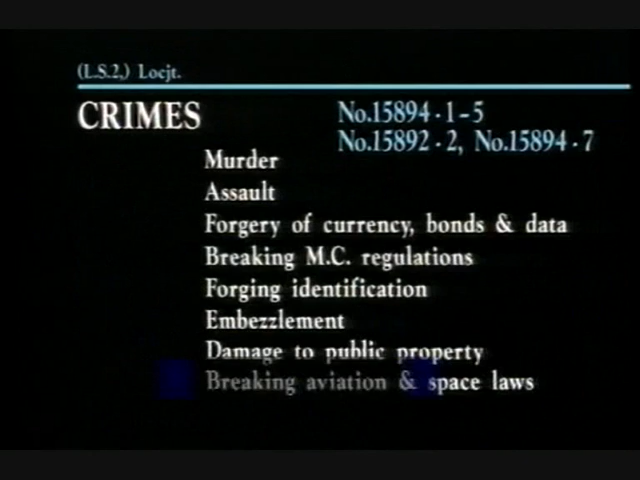 (L.S.2,) Locjt.
CRIMES
No.15894·1-5
No.15892·2, No.15894·7
Murder
Assault
Forgery of currency, bonds & data
Breaking M.C. regulations
Forging identification
Embezzlement
Damage to public property
Breaking aviation & space laws